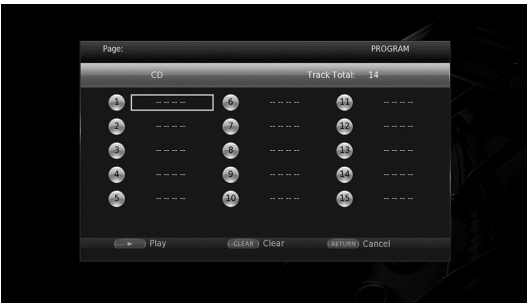 Page: PROGRAM
CD Track Total: 14
1 -- -- -- -- 6 -- -- -- -- 11 -- -- -- --
2 -- -- -- -- 7 -- -- -- -- 12 -- -- -- --
3 -- -- -- -- 8 -- -- -- -- 13 -- -- -- --
4 -- -- -- -- 9 -- -- -- -- 14 -- -- -- --
5 -- -- -- -- 10 -- -- -- -- 15 -- -- -- --
Play CLEAR Clear RETURN Cancel